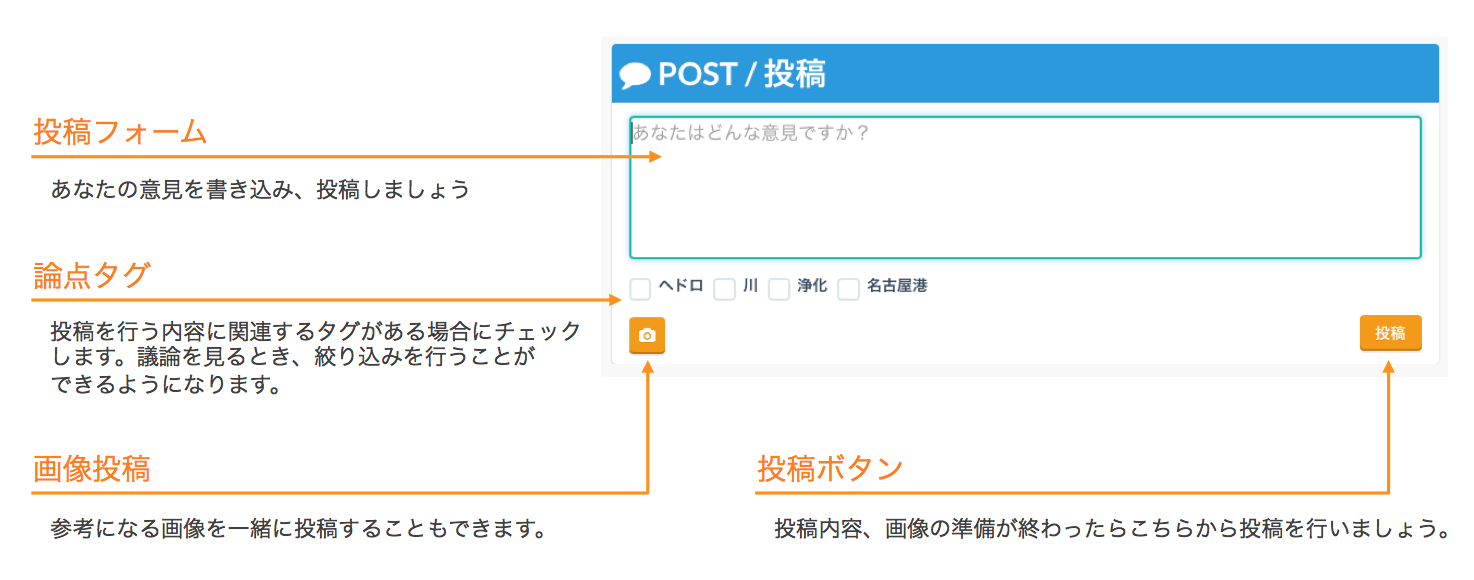 POST / 投稿
あなたはどんな意見ですか？
投稿フォーム
あなたの意見を書き込み、投稿しましょう
論点タグ
投稿を行う内容に関連するタグがある場合にチェック
します。議論を見るとき、絞り込みを行うことが
できるようになります。
ヘドロ 川 浄化 名古屋港
投稿
画像投稿
参考になる画像を一緒に投稿することもできます。
投稿ボタン
投稿内容、画像の準備が終わったらこちらから投稿を行いましょう。